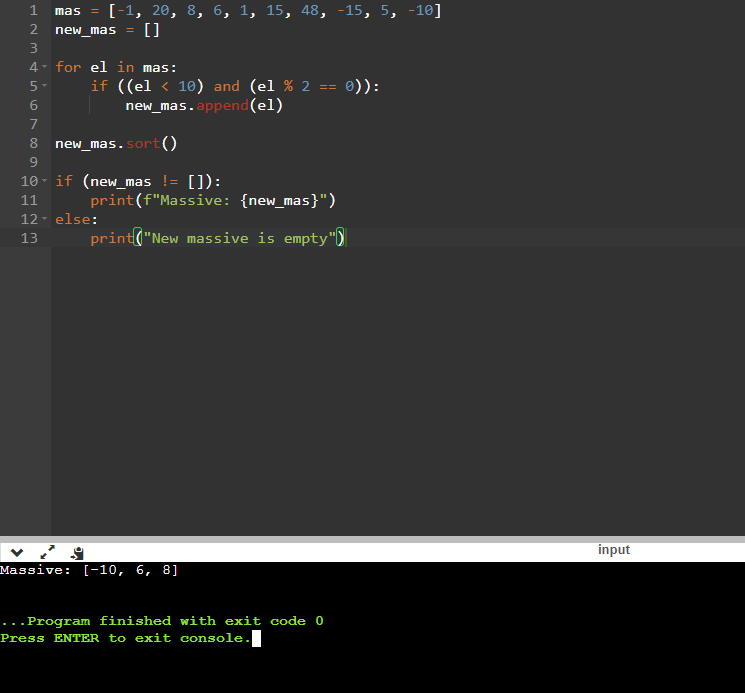 1 mas = [-1, 20, 8, 6, 1, 15, 48, -15, 5, -10]
2 new_mas = []
3
4 for el in mas:
5     if ((el < 10) and (el % 2 == 0)):
6         new_mas.append(el)
7
8 new_mas.sort()
9
10 if (new_mas != []):
11     print(f"Massive: {new_mas}")
12 else:
13     print("New massive is empty")
input
Massive: [-10, 6, 8]
...Program finished with exit code 0
Press ENTER to exit console.